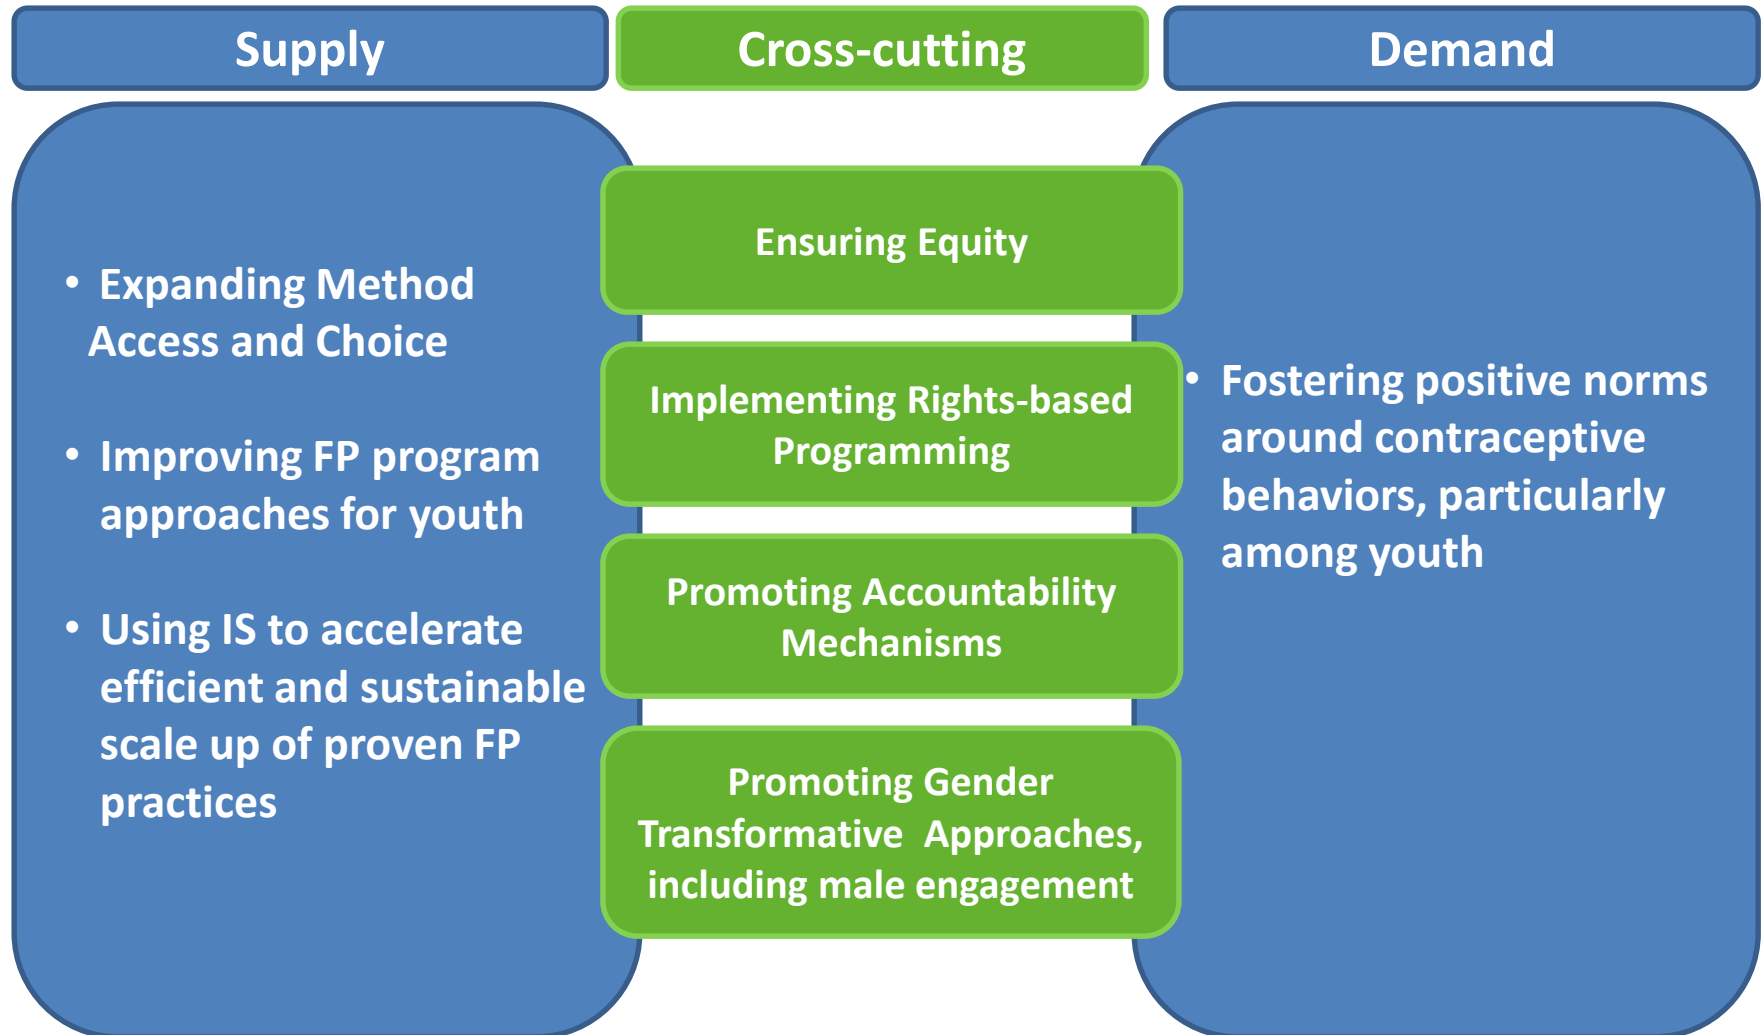 Supply
Cross-cutting
Demand
• Expanding Method
Access and Choice
• Improving FP program
approaches for youth
• Using IS to accelerate
efficient and sustainable
scale up of proven FP
practices
Ensuring Equity
Implementing Rights-based
Programming
Promoting Accountability
Mechanisms
Promoting Gender
Transformative  Approaches,
including male engagement
• Fostering positive norms
around contraceptive
behaviors, particularly
among youth